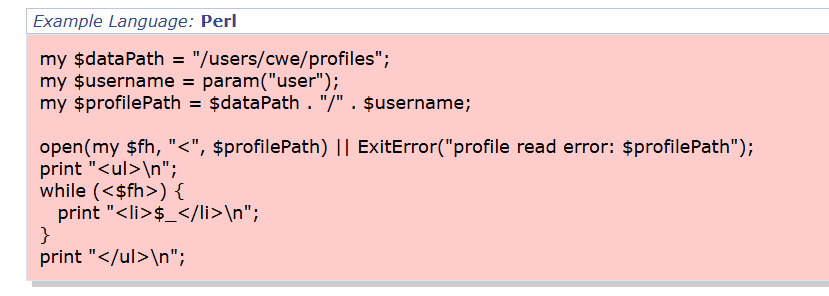 Example Language: Perl
my $dataPath = "/users/cwe/profiles";
my $username = param("user");
my $profilePath = $dataPath . "/" . $username;
open(my $fh, "<", $profilePath) || ExitError("profile read error: $profilePath");
print "<ul>\n";
while (<$fh>) {
print "<li>$_</li>\n";
}
print "</ul>\n";